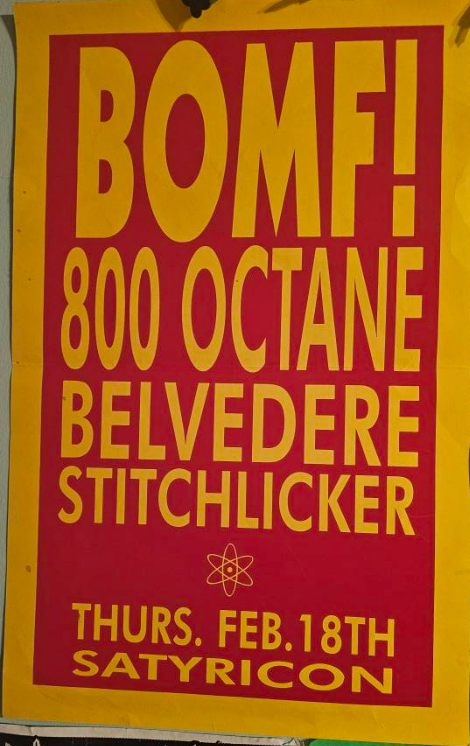 BOMF!
800 OCTANE
BELVEDERE
STITCHLICKER
THURS. FEB.18TH
SATYRICON